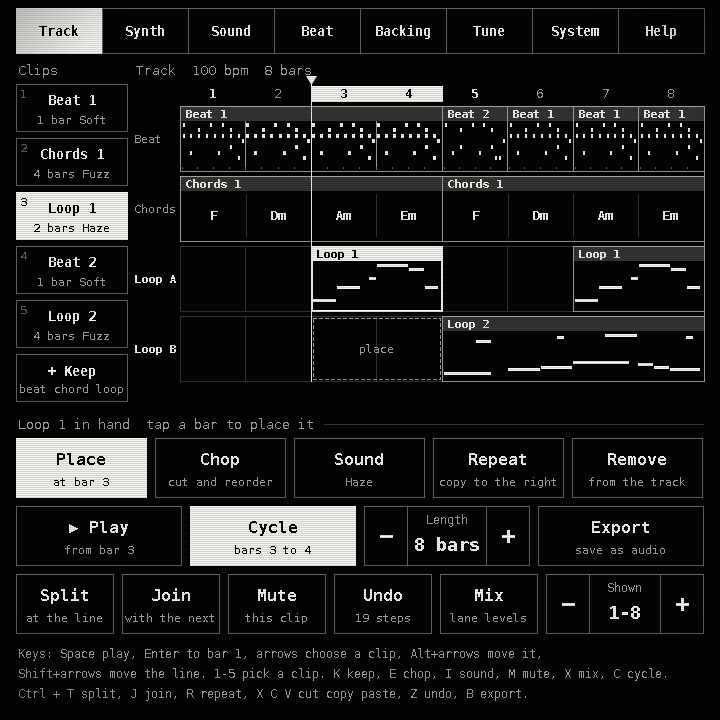 Track Synth Sound Beat Backing Tune System Help
Clips Track 100 bpm 8 bars
1 2 3 4 5 6 7 8
1 Beat 1
1 bar Soft
2 Chords 1
4 bars Fuzz
3 Loop 1
2 bars Haze
4 Beat 2
1 bar Soft
5 Loop 2
4 bars Fuzz
+ Keep
beat chord loop
Beat
Beat 1 Beat 2 Beat 1 Beat 1 Beat 1
Chords
Chords 1 Chords 1
F Dm Am Em F Dm Am Em
Loop A
Loop 1 Loop 1
Loop B
place
Loop 2
Loop 1 in hand tap a bar to place it
Place
at bar 3
Chop
cut and reorder
Sound
Haze
Repeat
copy to the right
Remove
from the track
▶ Play
from bar 3
Cycle
bars 3 to 4
− Length +
8 bars
Export
save as audio
Split
at the line
Join
with the next
Mute
this clip
Undo
19 steps
Mix
lane levels
− Shown +
1-8
Keys: Space play, Enter to bar 1, arrows choose a clip, Alt+arrows move it,
Shift+arrows move the line. 1-5 pick a clip. K keep, E chop, I sound, M mute, X mix, C cycle.
Ctrl + T split, J join, R repeat, X C V cut copy paste, Z undo, B export.